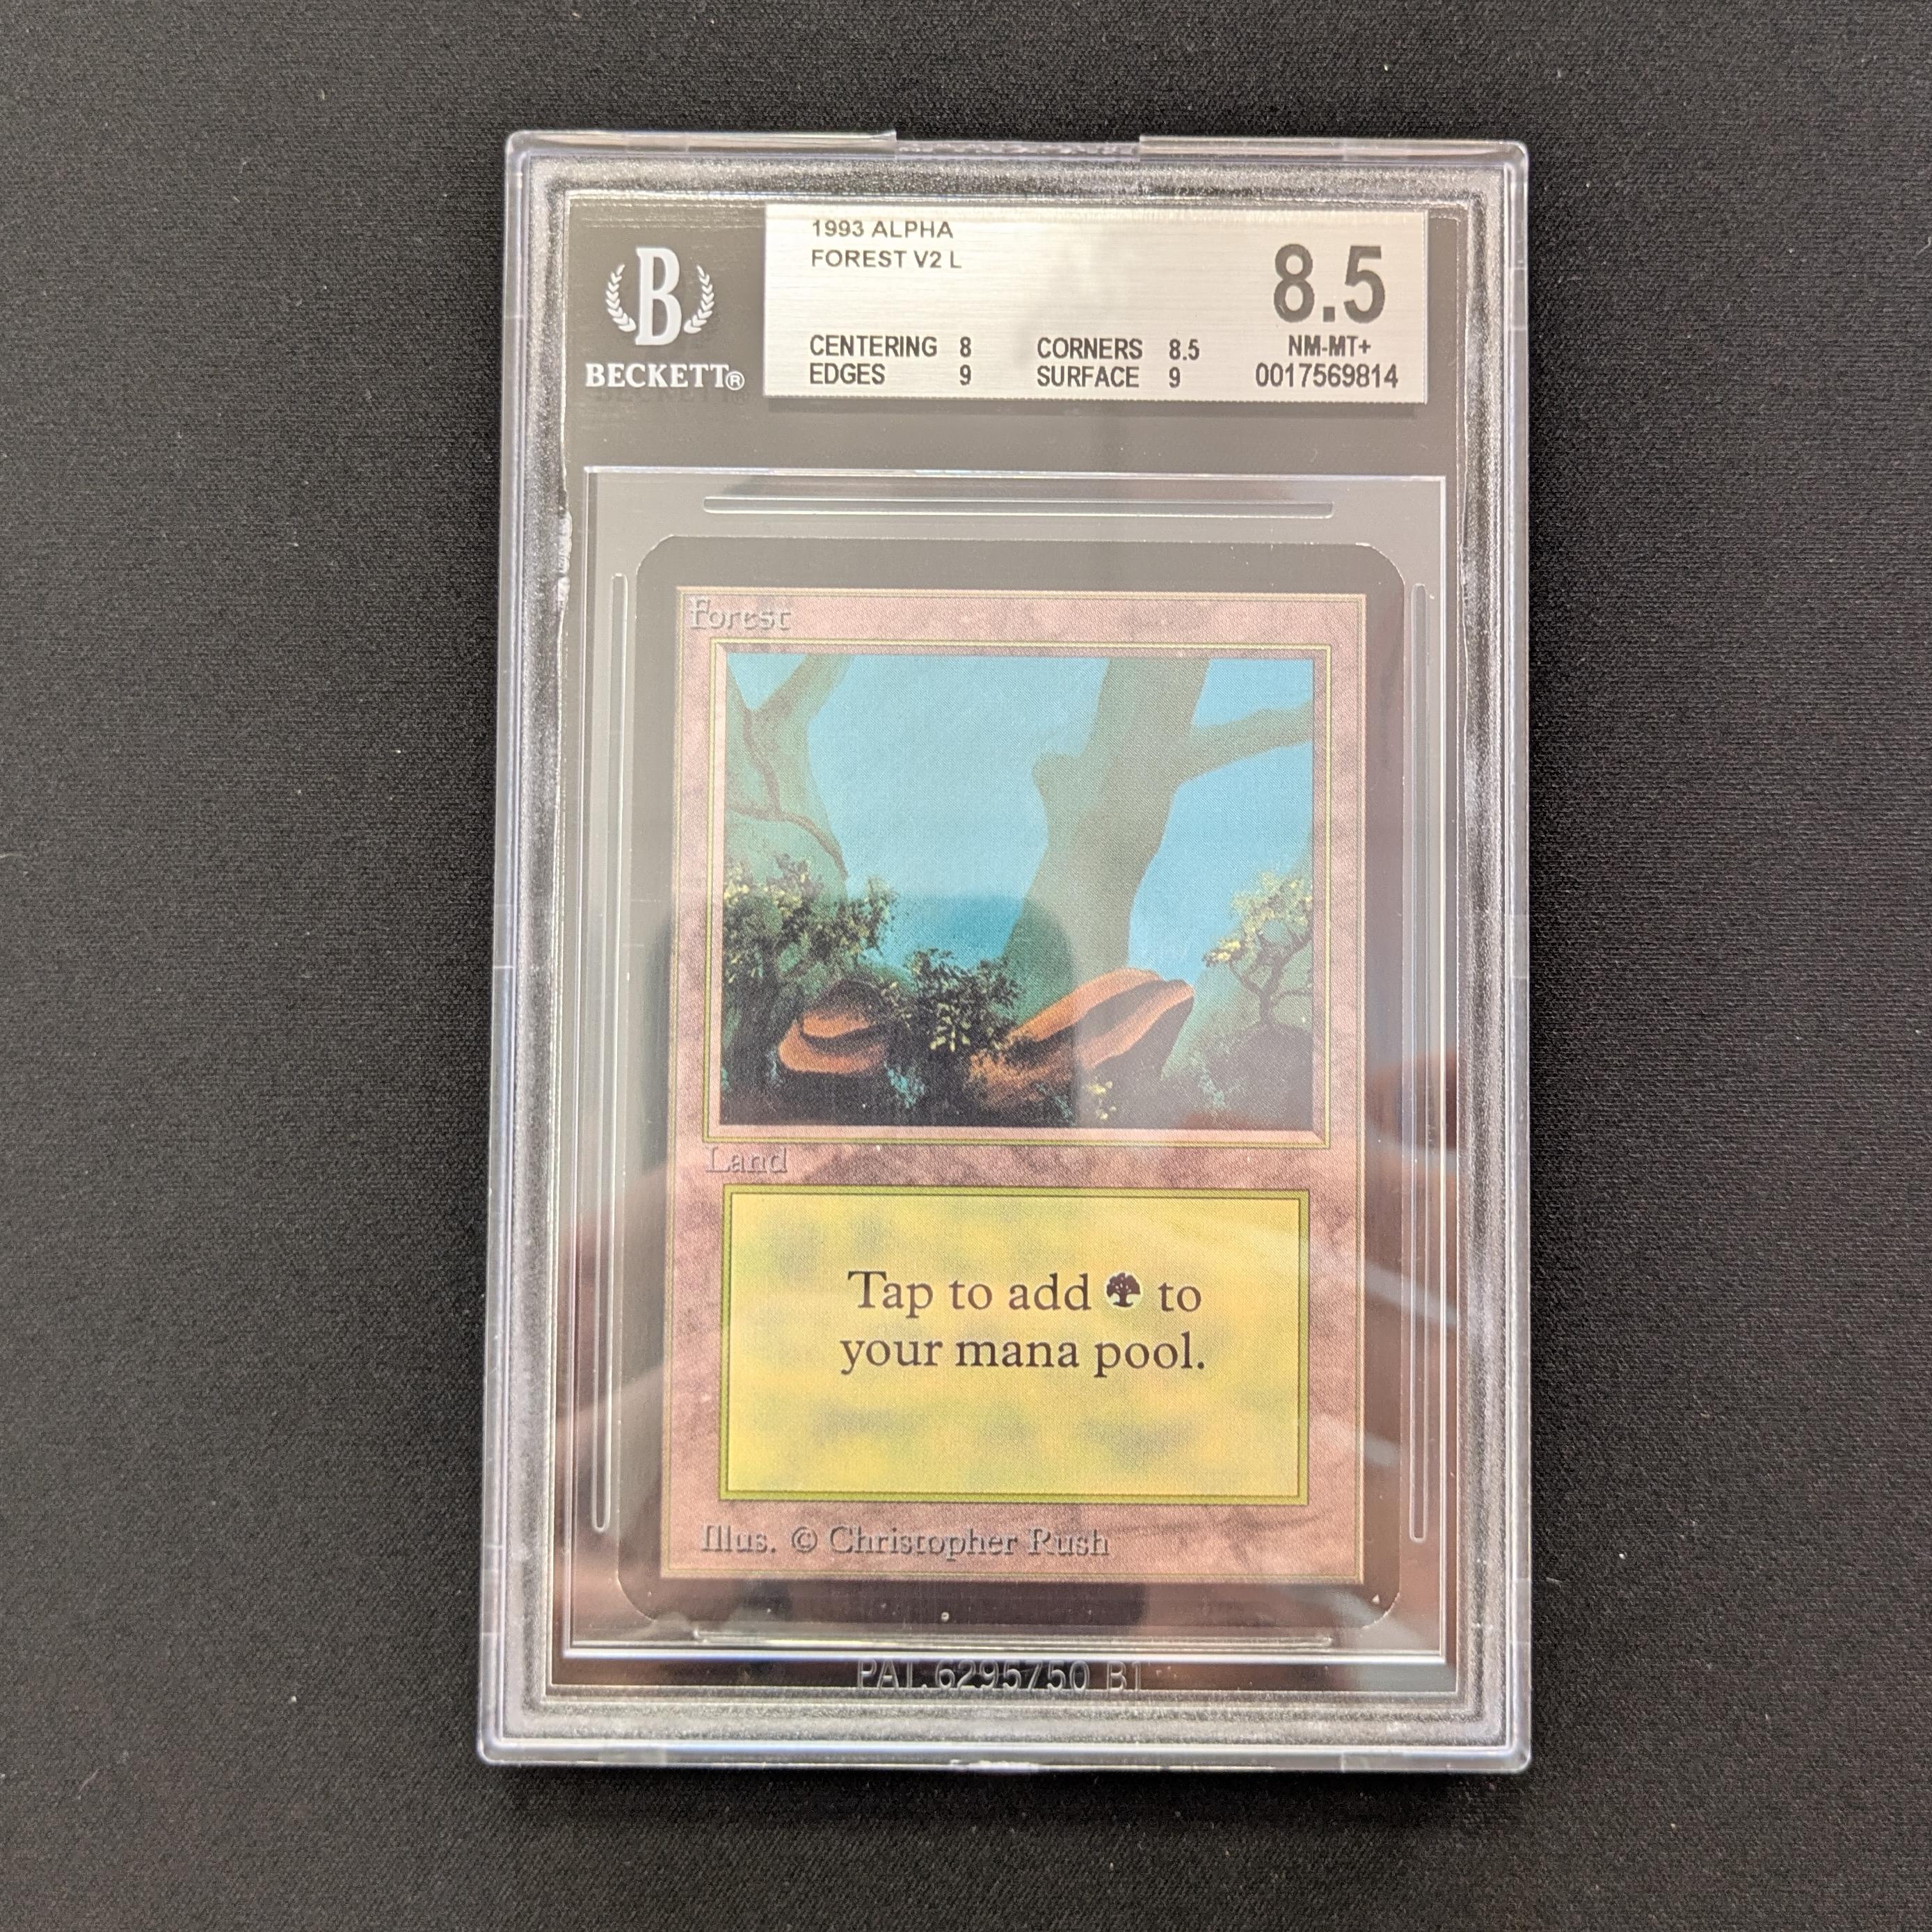 1993 ALPHA
FOREST V2 L
8.5
CENTERING 8 CORNERS 8.5 NM-MT+
EDGES 9 SURFACE 9 0017569814
B
BECKETT®
Forest
Land
Tap to add to
your mana pool.
Illus. © Christopher Rush
PAT. 6295750 B1